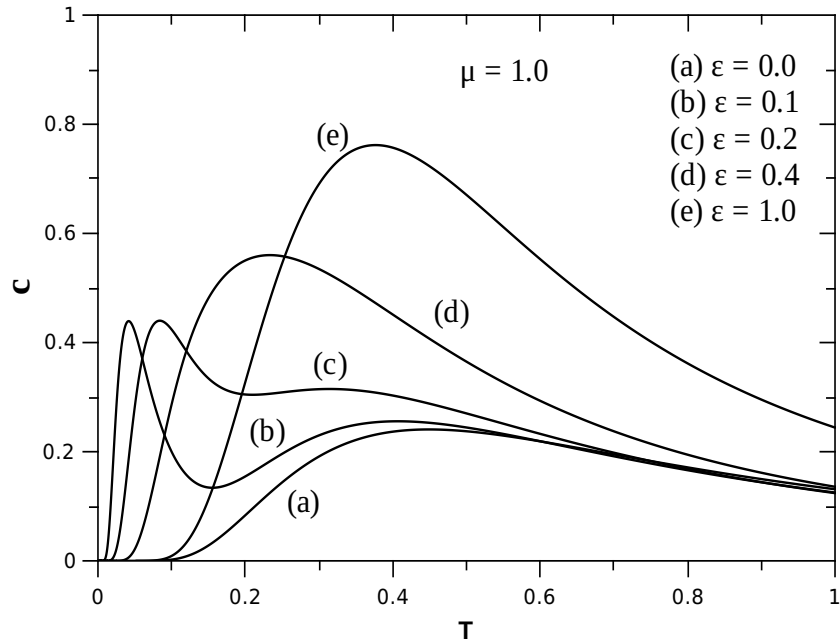 1
0.8
0.6
0.4
0.2
0
c
μ = 1.0
(a) ε = 0.0
(b) ε = 0.1
(c) ε = 0.2
(d) ε = 0.4
(e) ε = 1.0
(e)
(d)
(c)
(b)
(a)
0 0.2 0.4 0.6 0.8 1
T